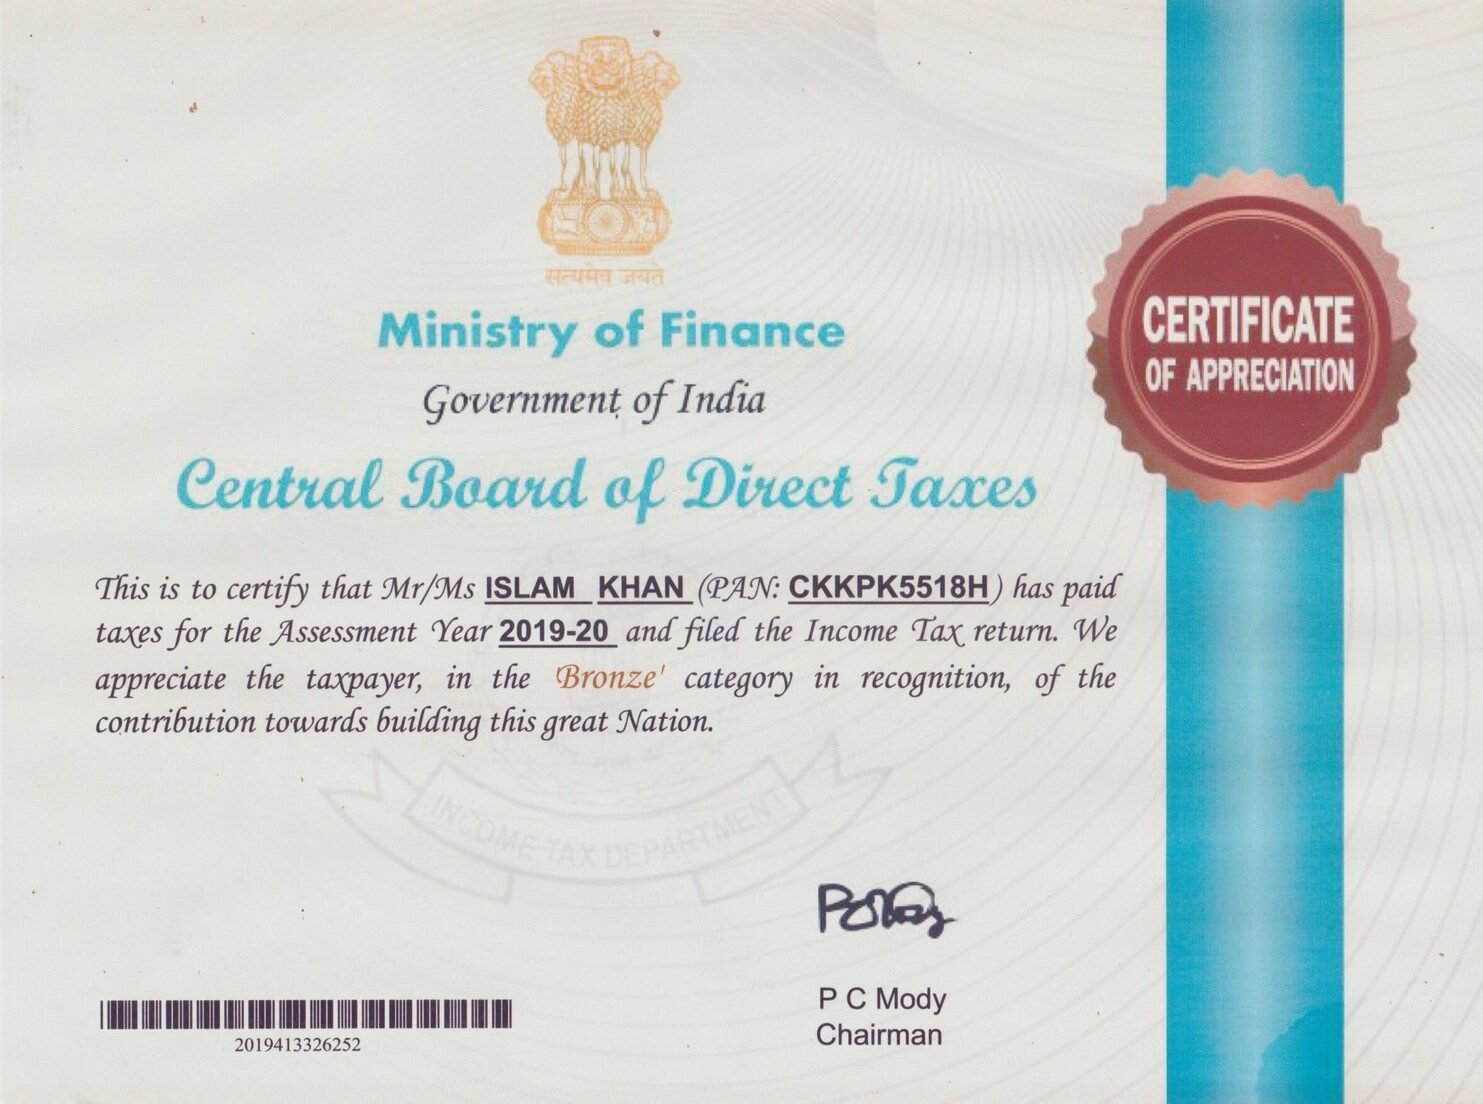 सत्यमेव जयते
Ministry of Finance
Government of India
Central Board of Direct Taxes
CERTIFICATE
OF APPRECIATION
This is to certify that Mr/Ms ISLAM KHAN (PAN: CKKPK5518H) has paid
taxes for the Assessment Year 2019-20 and filed the Income Tax return. We
appreciate the taxpayer, in the 'Bronze' category in recognition, of the
contribution towards building this great Nation.
INCOME TAX DEPARTMENT
P C Mody
Chairman
2019413326252